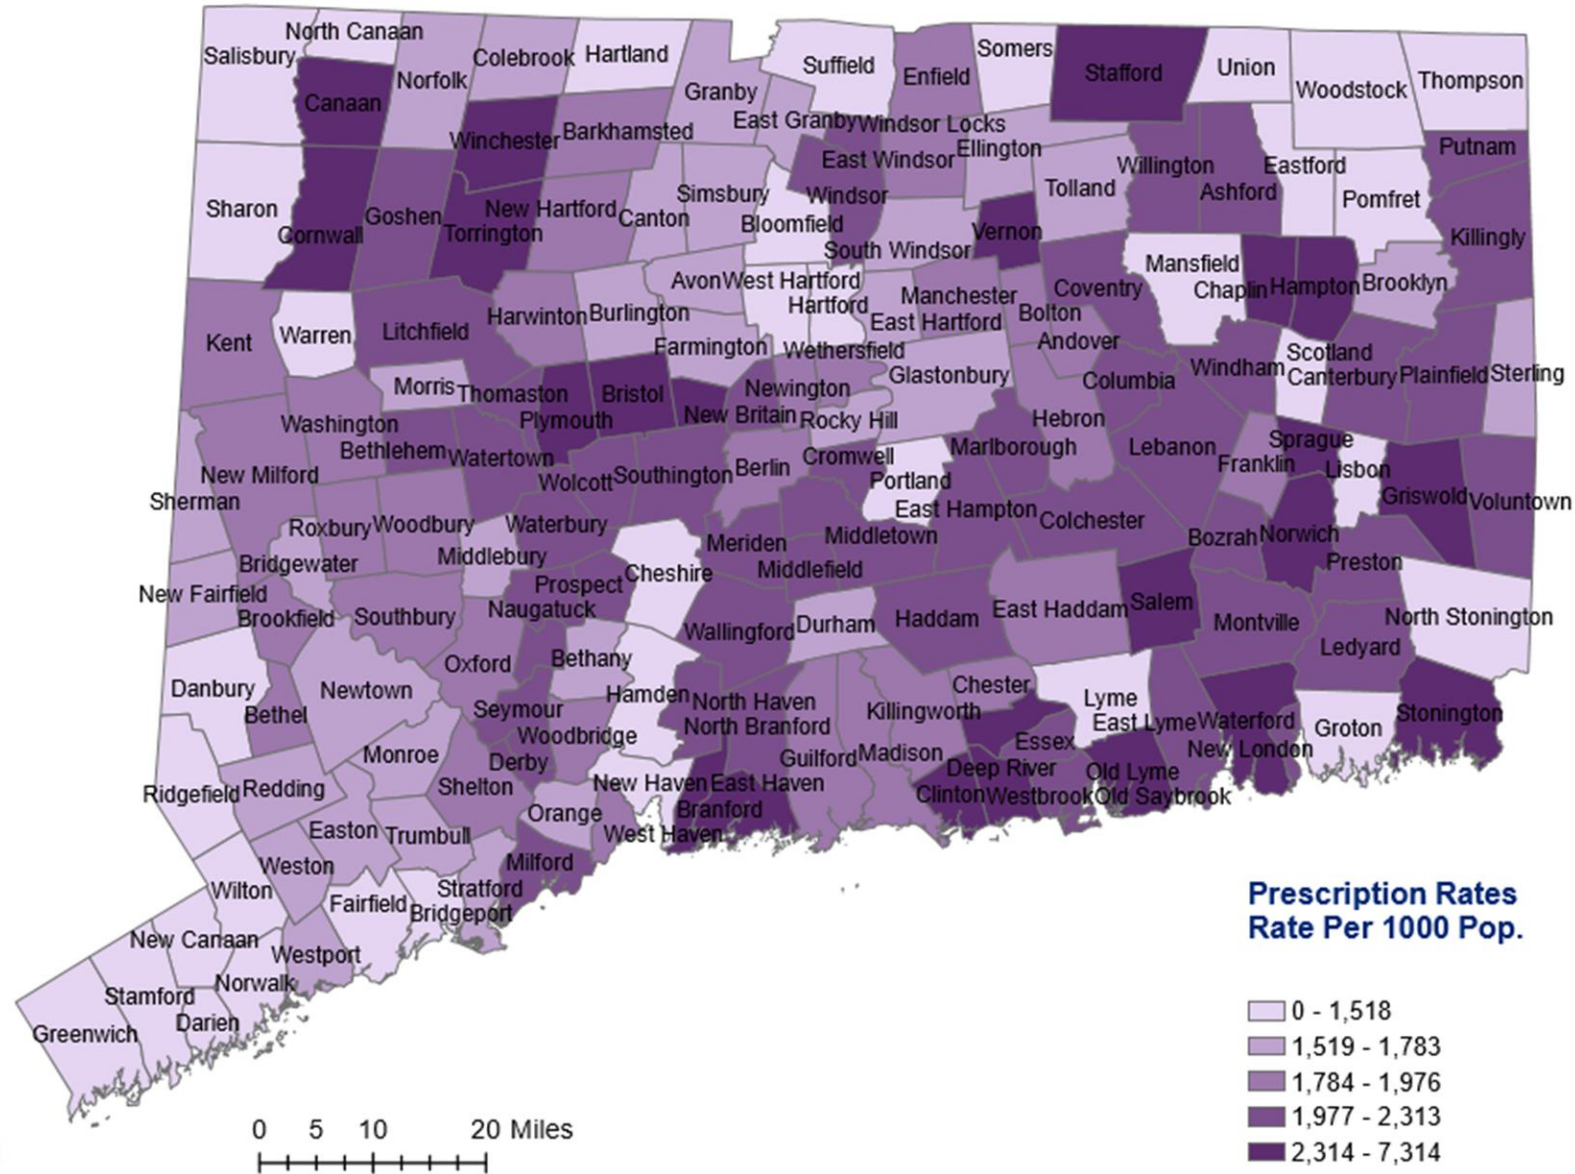 North Canaan
Salisbury
Colebrook
Hartland
Norfolk
Canaan
Suffield
Enfield
Somers
Stafford
Union
Woodstock
Thompson
Granby
East Granby
Windsor Locks
Winchester
Barkhamsted
East Windsor
Ellington
Willington
Eastford
Putnam
Tolland
Ashford
Pomfret
Sharon
Goshen
New Hartford
Canton
Simsbury
Windsor
Bloomfield
Cornwall
Torrington
South Windsor
Vernon
Killingly
Mansfield
Chaplin
Hampton
Brooklyn
Avon
West Hartford
Hartford
Manchester
East Hartford
Coventry
Bolton
Andover
Kent
Warren
Litchfield
Harwinton
Burlington
Farmington
Wethersfield
Glastonbury
Windham
Scotland
Canterbury
Plainfield
Sterling
Morris
Thomaston
Bristol
Plymouth
New Britain
Newington
Rocky Hill
Columbia
Hebron
Washington
Bethlehem
Watertown
Wolcott
Southington
Berlin
Cromwell
Portland
Marlborough
Lebanon
Sprague
Franklin
Lisbon
Griswold
Voluntown
New Milford
Sherman
Roxbury
Woodbury
Waterbury
Middlebury
East Hampton
Colchester
Middletown
Meriden
Middlefield
Bozrah
Norwich
Preston
Bridgewater
New Fairfield
Brookfield
Southbury
Prospect
Naugatuck
Cheshire
Wallingford
Durham
Haddam
East Haddam
Salem
Montville
Ledyard
North Stonington
Danbury
Bethel
Newtown
Oxford
Bethany
Hamden
Seymour
Woodbridge
North Haven
North Branford
Killingworth
Chester
Lyme
East Lyme
Waterford
New London
Groton
Stonington
Ridgefield
Redding
Monroe
Shelton
Derby
Orange
New Haven
East Haven
Branford
Guilford
Madison
Essex
Deep River
Clinton
Westbrook
Old Lyme
Old Saybrook
Easton
Trumbull
West Haven
Milford
Weston
Wilton
Fairfield
Stratford
Bridgeport
New Canaan
Westport
Norwalk
Stamford
Darien
Greenwich
Prescription Rates
Rate Per 1000 Pop.
0 - 1,518
1,519 - 1,783
1,784 - 1,976
1,977 - 2,313
2,314 - 7,314
0 5 10 20 Miles